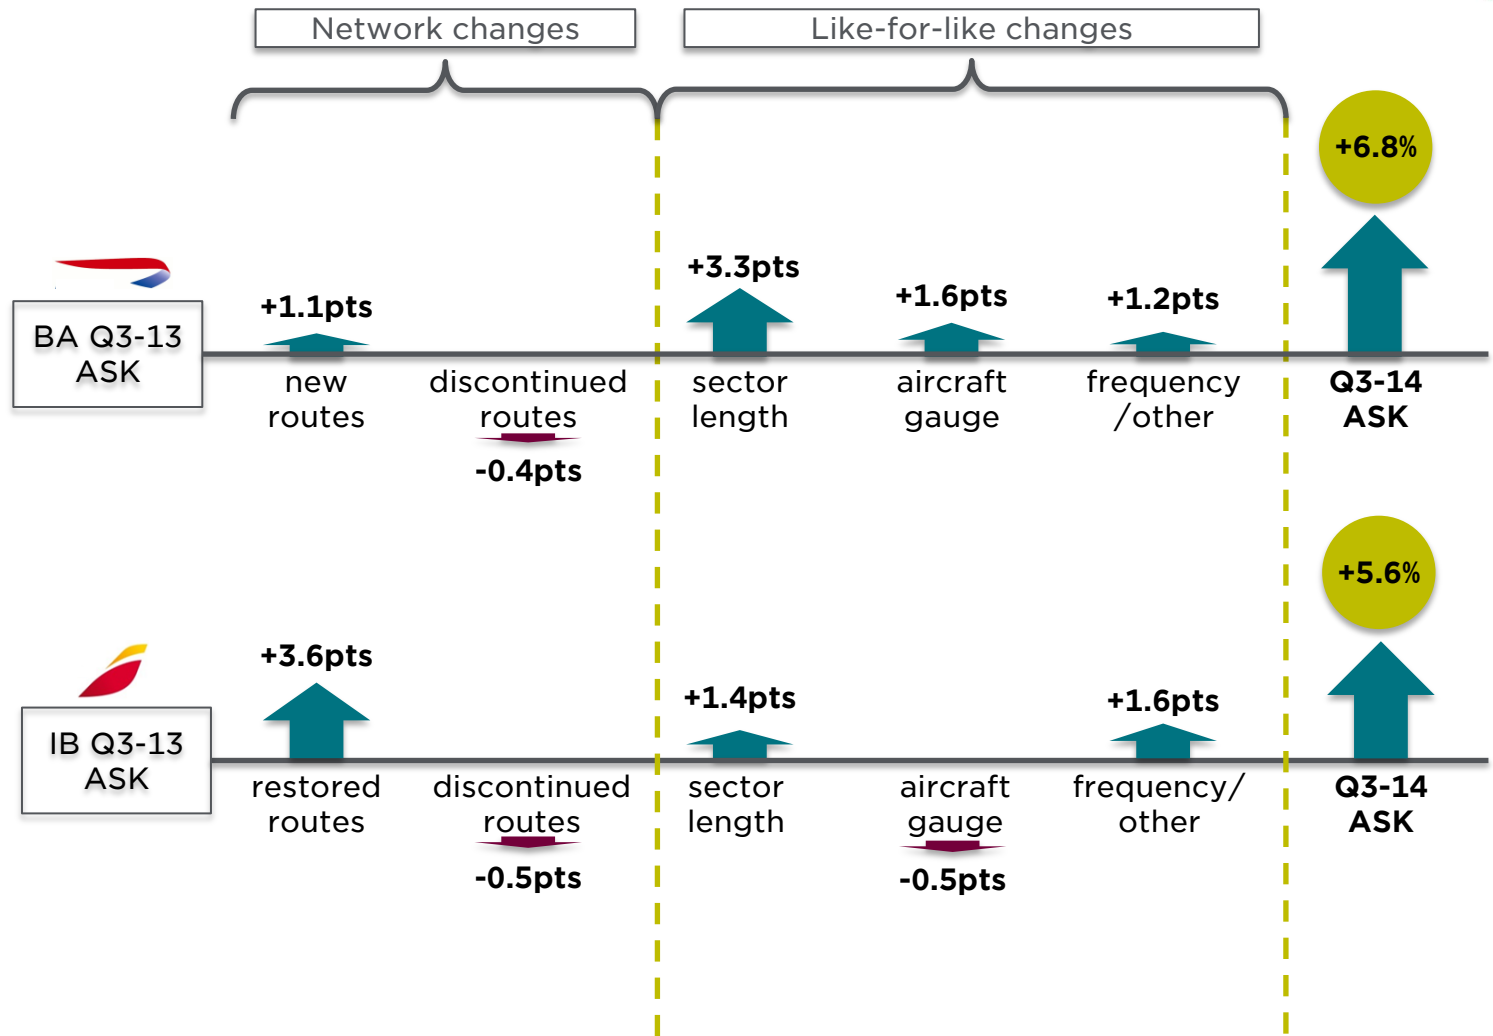 Network changes
Like-for-like changes
+6.8%
+3.3pts
+1.1pts
+1.6pts
+1.2pts
BA Q3-13
ASK
new
routes
discontinued
routes
sector
length
aircraft
gauge
frequency
/other
Q3-14
ASK
-0.4pts
+5.6%
+3.6pts
+1.4pts
+1.6pts
IB Q3-13
ASK
restored
routes
discontinued
routes
sector
length
aircraft
gauge
frequency/
other
Q3-14
ASK
-0.5pts
-0.5pts